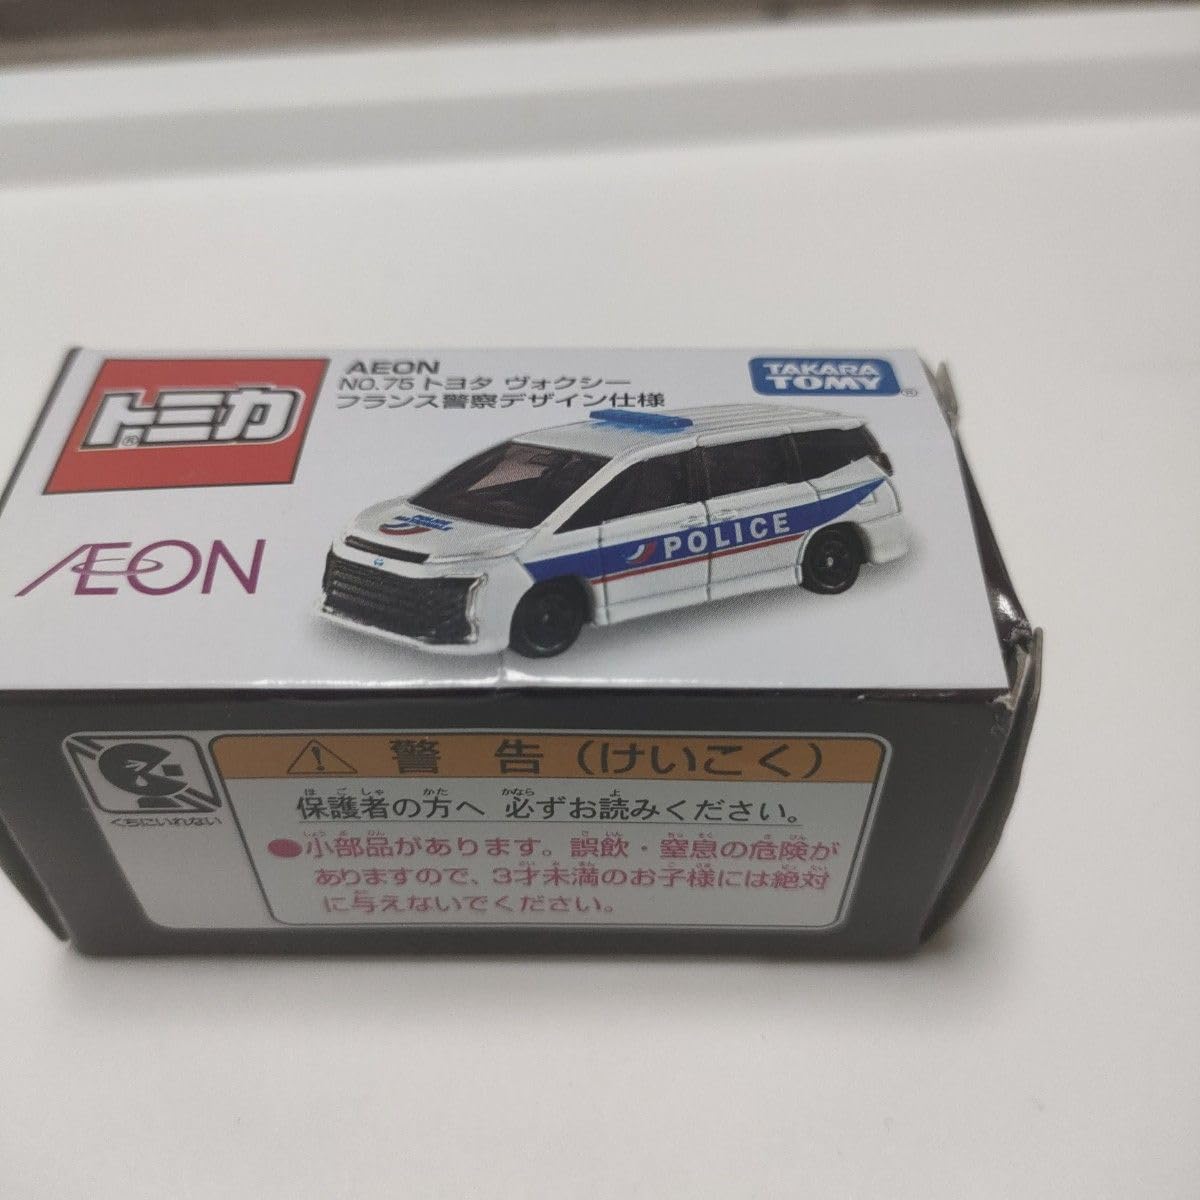 トミカ®
AEON
NO.75 トヨタ ヴォクシー
フランス警察デザイン仕様
TAKARA
TOMY®
AEON
POLICE
警告(けいこく)
くちにいれない
保護者の方へ 必ずお読みください。
●小部品があります。誤飲・窒息の危険が
ありますので、3才未満のお子様には絶対
に与えないでください。